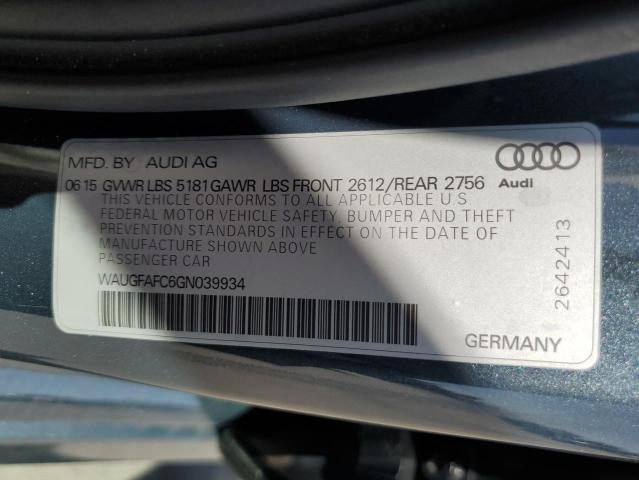 MFD. BY AUDI AG
0615 GVWR LBS 5181 GAWR LBS FRONT 2612/REAR 2756
Audi
THIS VEHICLE CONFORMS TO ALL APPLICABLE U.S
FEDERAL MOTOR VEHICLE SAFETY, BUMPER AND THEFT
PREVENTION STANDARDS IN EFFECT ON THE DATE OF
MANUFACTURE SHOWN ABOVE
PASSENGER CAR
WAUGFAFC6GN039934
2642413
GERMANY